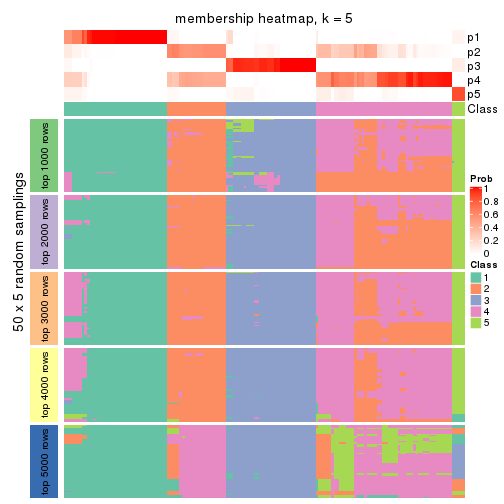 membership heatmap, k = 5
p1
p2
p3
p4
p5
Class
50 x 5 random samplings
top 1000 rows
top 2000 rows
top 3000 rows
top 4000 rows
top 5000 rows
Prob
1
0.8
0.6
0.4
0.2
0
Class
1
2
3
4
5